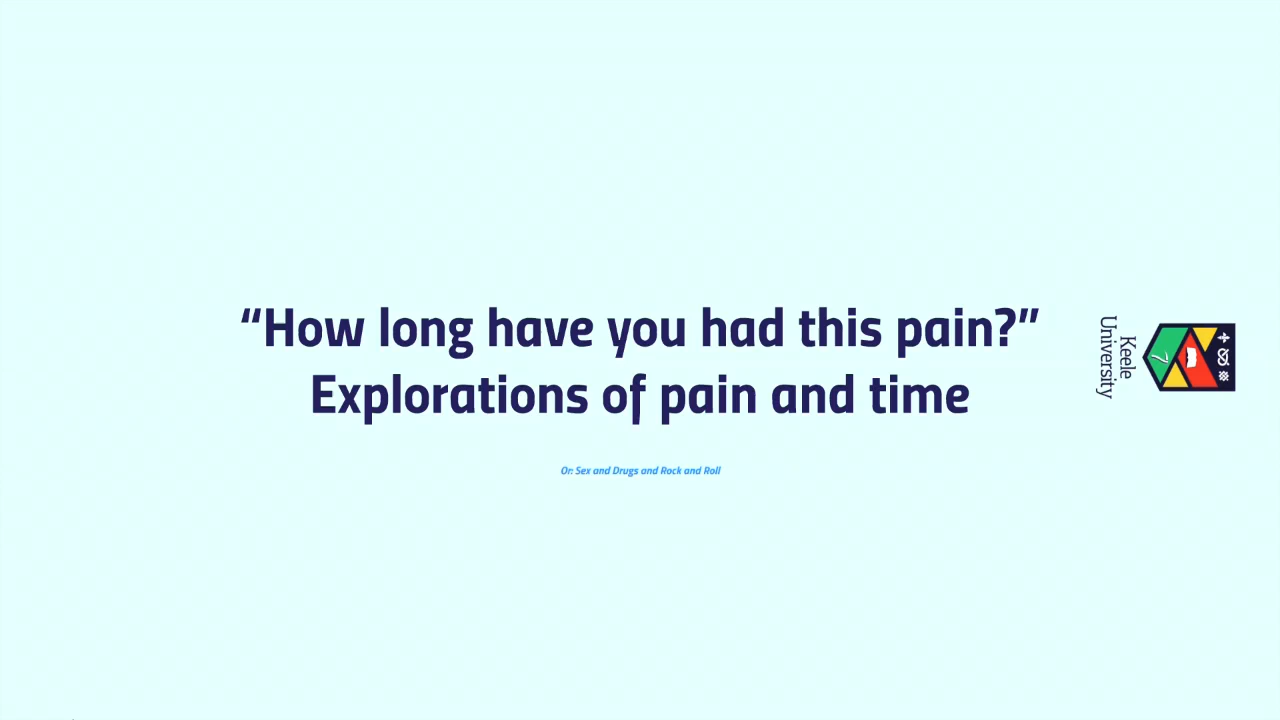 “How long have you had this pain?”
Explorations of pain and time
Or: Sex and Drugs and Rock and Roll
Keele
University